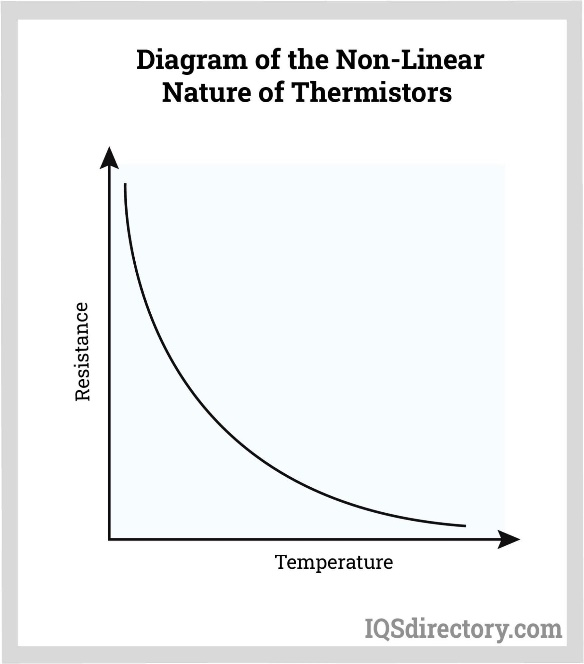 Diagram of the Non-Linear
Nature of Thermistors
Resistance
Temperature
IQSdirectory.com